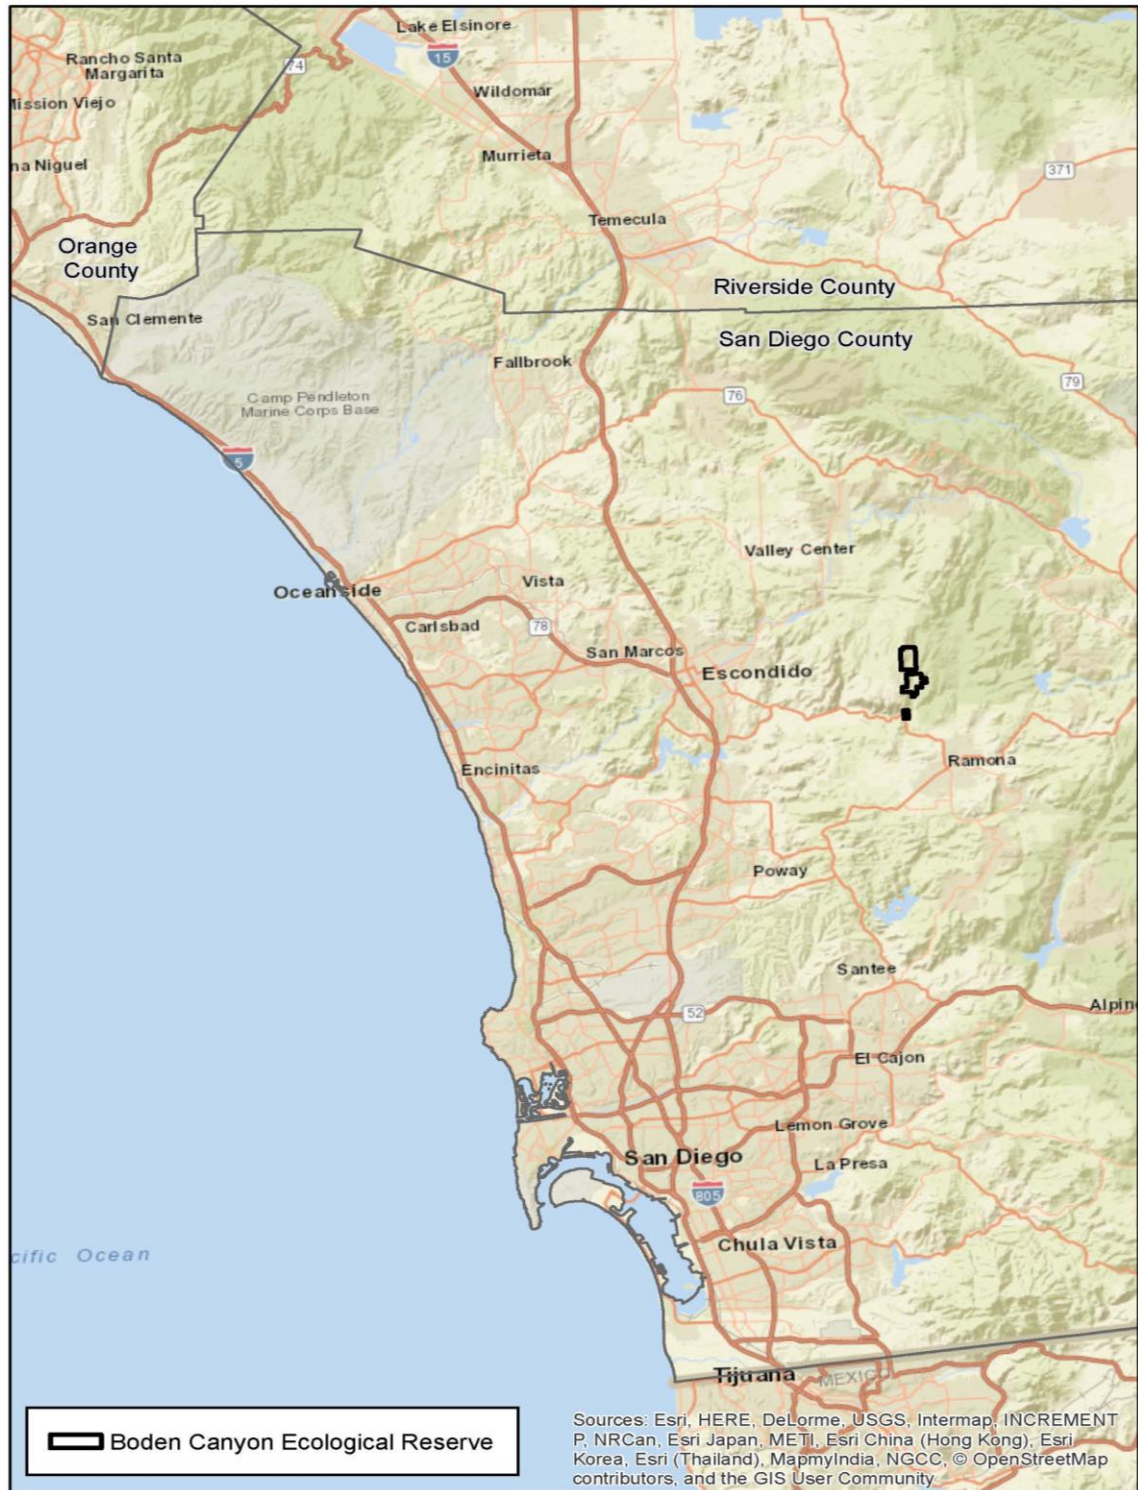 Lake Elsinore
15
Rancho Santa
Margarita
74
Mission Viejo
Wildomar
Murrieta
na Niguel
371
Temecula
Orange
County
Riverside County
San Clemente
San Diego County
Fallbrook
79
76
Camp Pendleton
Marine Corps Base
5
Valley Center
Vista
Oceanside
Carlsbad
78
San Marcos
Escondido
Ramona
Encinitas
Poway
Santee
Alpin
52
El Cajon
Lemon Grove
San Diego
La Presa
805
Chula Vista
cific Ocean
Tijuana
MEXICO
Boden Canyon Ecological Reserve
Sources: Esri, HERE, DeLorme, USGS, Intermap, INCREMENT
P, NRCan, Esri Japan, METI, Esri China (Hong Kong), Esri
Korea, Esri (Thailand), MapmyIndia, NGCC, © OpenStreetMap
contributors, and the GIS User Community